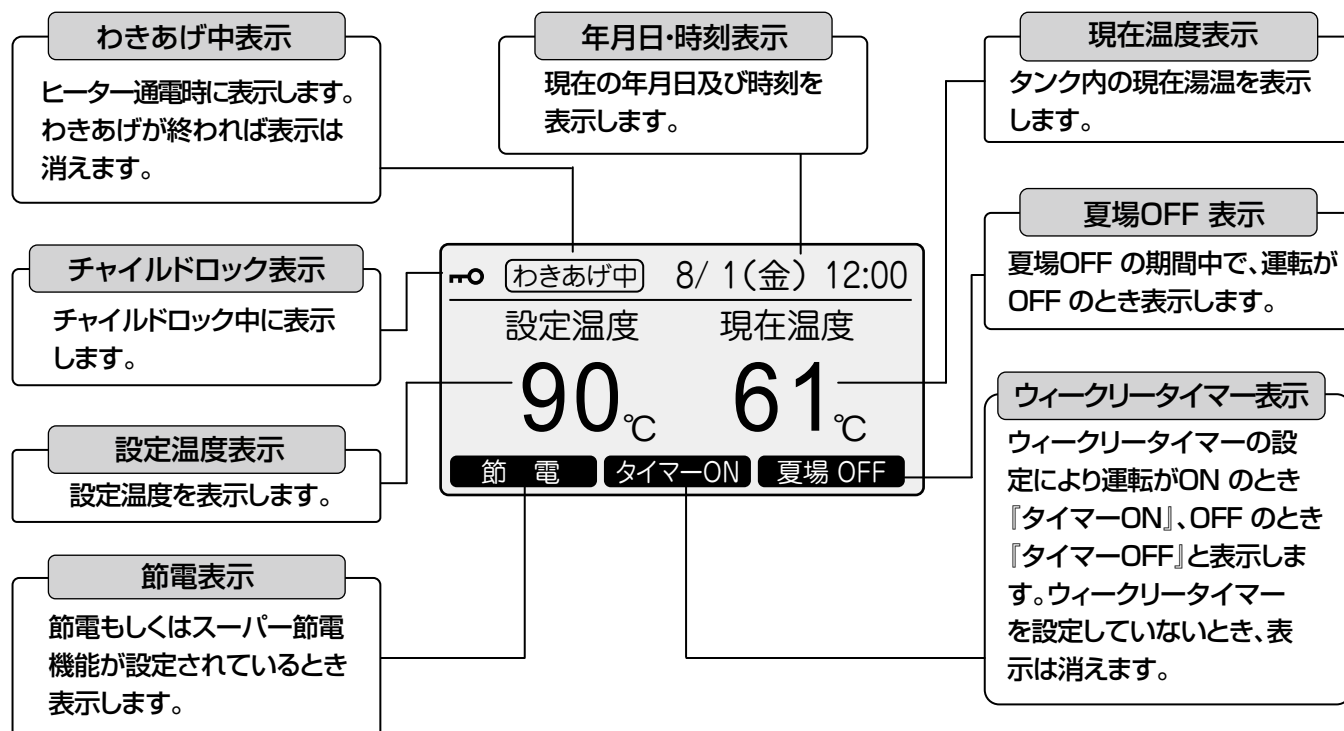 わきあげ中表示
ヒーター通電時に表示します。
わきあげが終われば表示は
消えます。
年月日・時刻表示
現在の年月日及び時刻を
表示します。
現在温度表示
タンク内の現在湯温を表示
します。
チャイルドロック表示
チャイルドロック中に表示
します。
夏場OFF 表示
夏場OFF の期間中で、運転が
OFF のとき表示します。
わきあげ中 8/ 1(金) 12:00
設定温度 現在温度
90℃ 61℃
節 電 タイマーON 夏場 OFF
設定温度表示
設定温度を表示します。
ウィークリータイマー表示
ウィークリータイマーの設
定により運転がON のとき
『タイマーON』、OFF のとき
『タイマーOFF』と表示しま
す。ウィークリータイマー
を設定していないとき、表
示は消えます。
節電表示
節電もしくはスーパー節電
機能が設定されているとき
表示します。